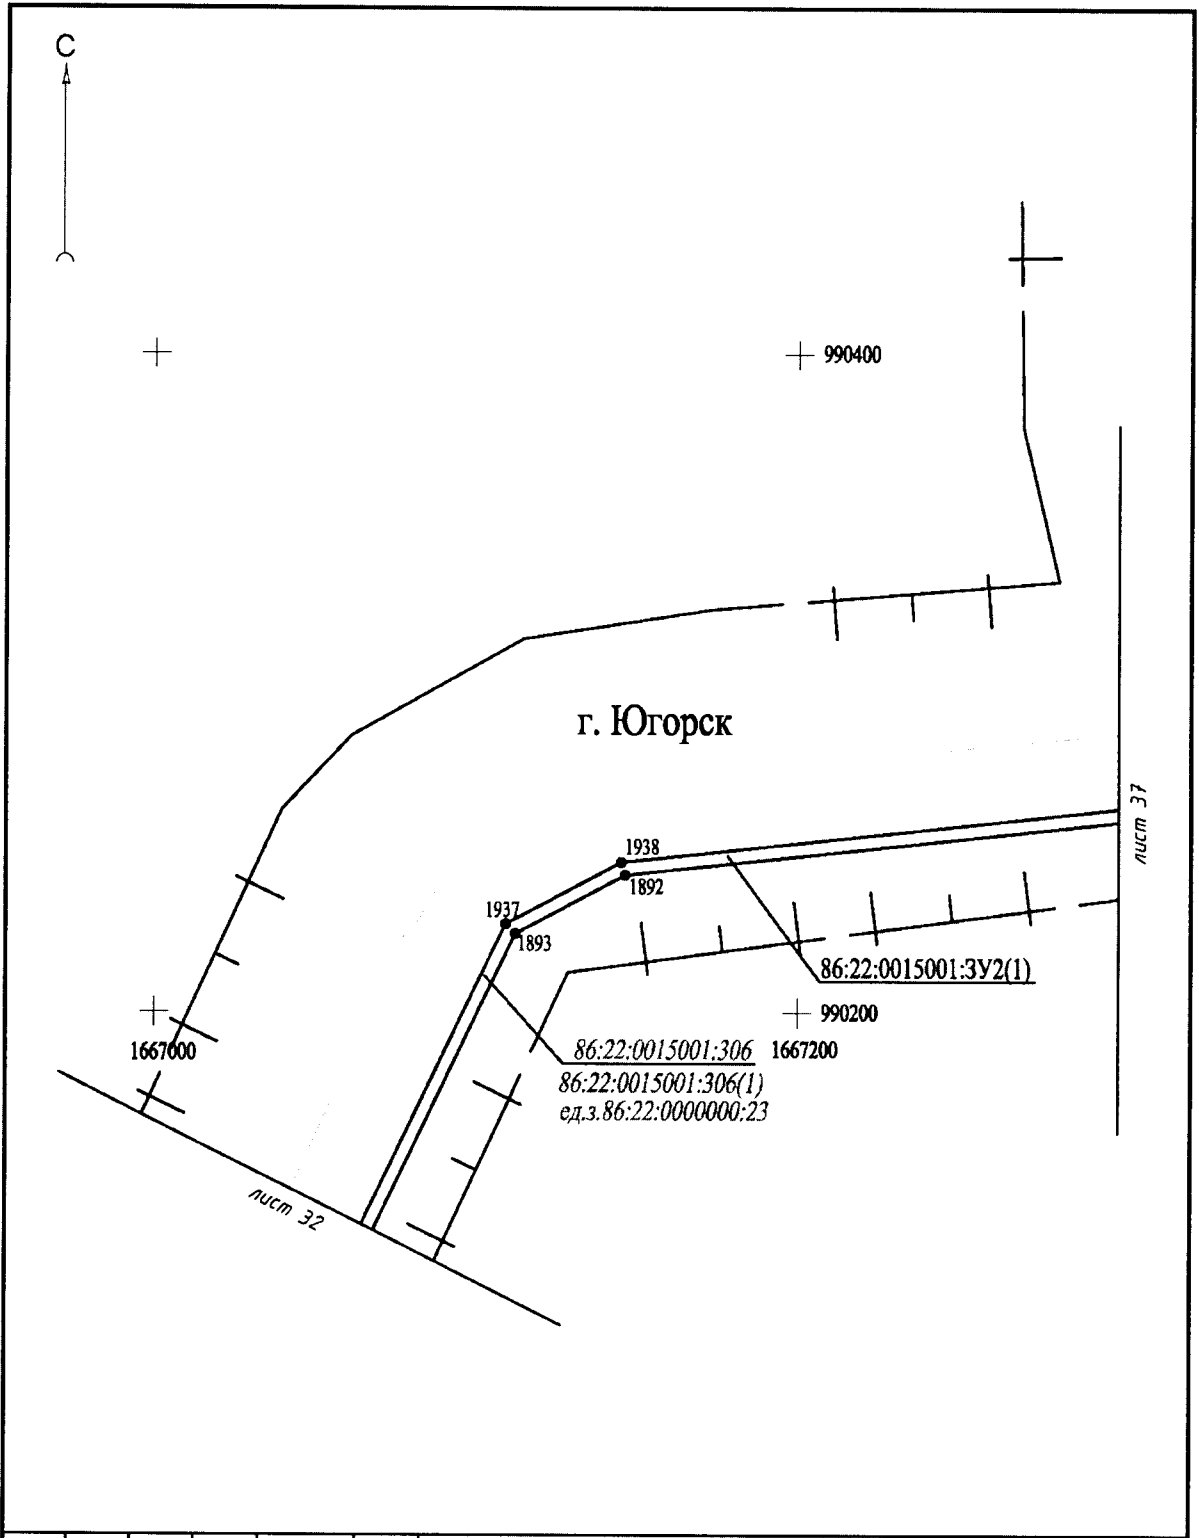 С
990400
г. Югорск
лист 37
1938
1892
1937
1893
86:22:0015001:ЗУ2(1)
990200
1667000
1667200
86:22:0015001:306
86:22:0015001:306(1)
ед.з.86:22:0000000:23
лист 32